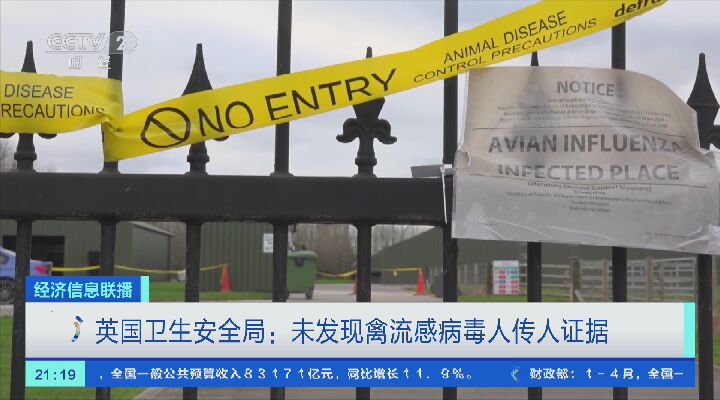 CCTV 2
DISEASE
PRECAUTIONS
NO ENTRY
ANIMAL DISEASE
CONTROL PRECAUTIONS
defra
NOTICE
AVIAN INFLUENZA
INFECTED PLACE
经济信息联播
英国卫生安全局：未发现禽流感病毒人传人证据
21:19
，全国一般公共预算收入83171亿元，同比增长11.9%。 财政部：1-4月，全国一